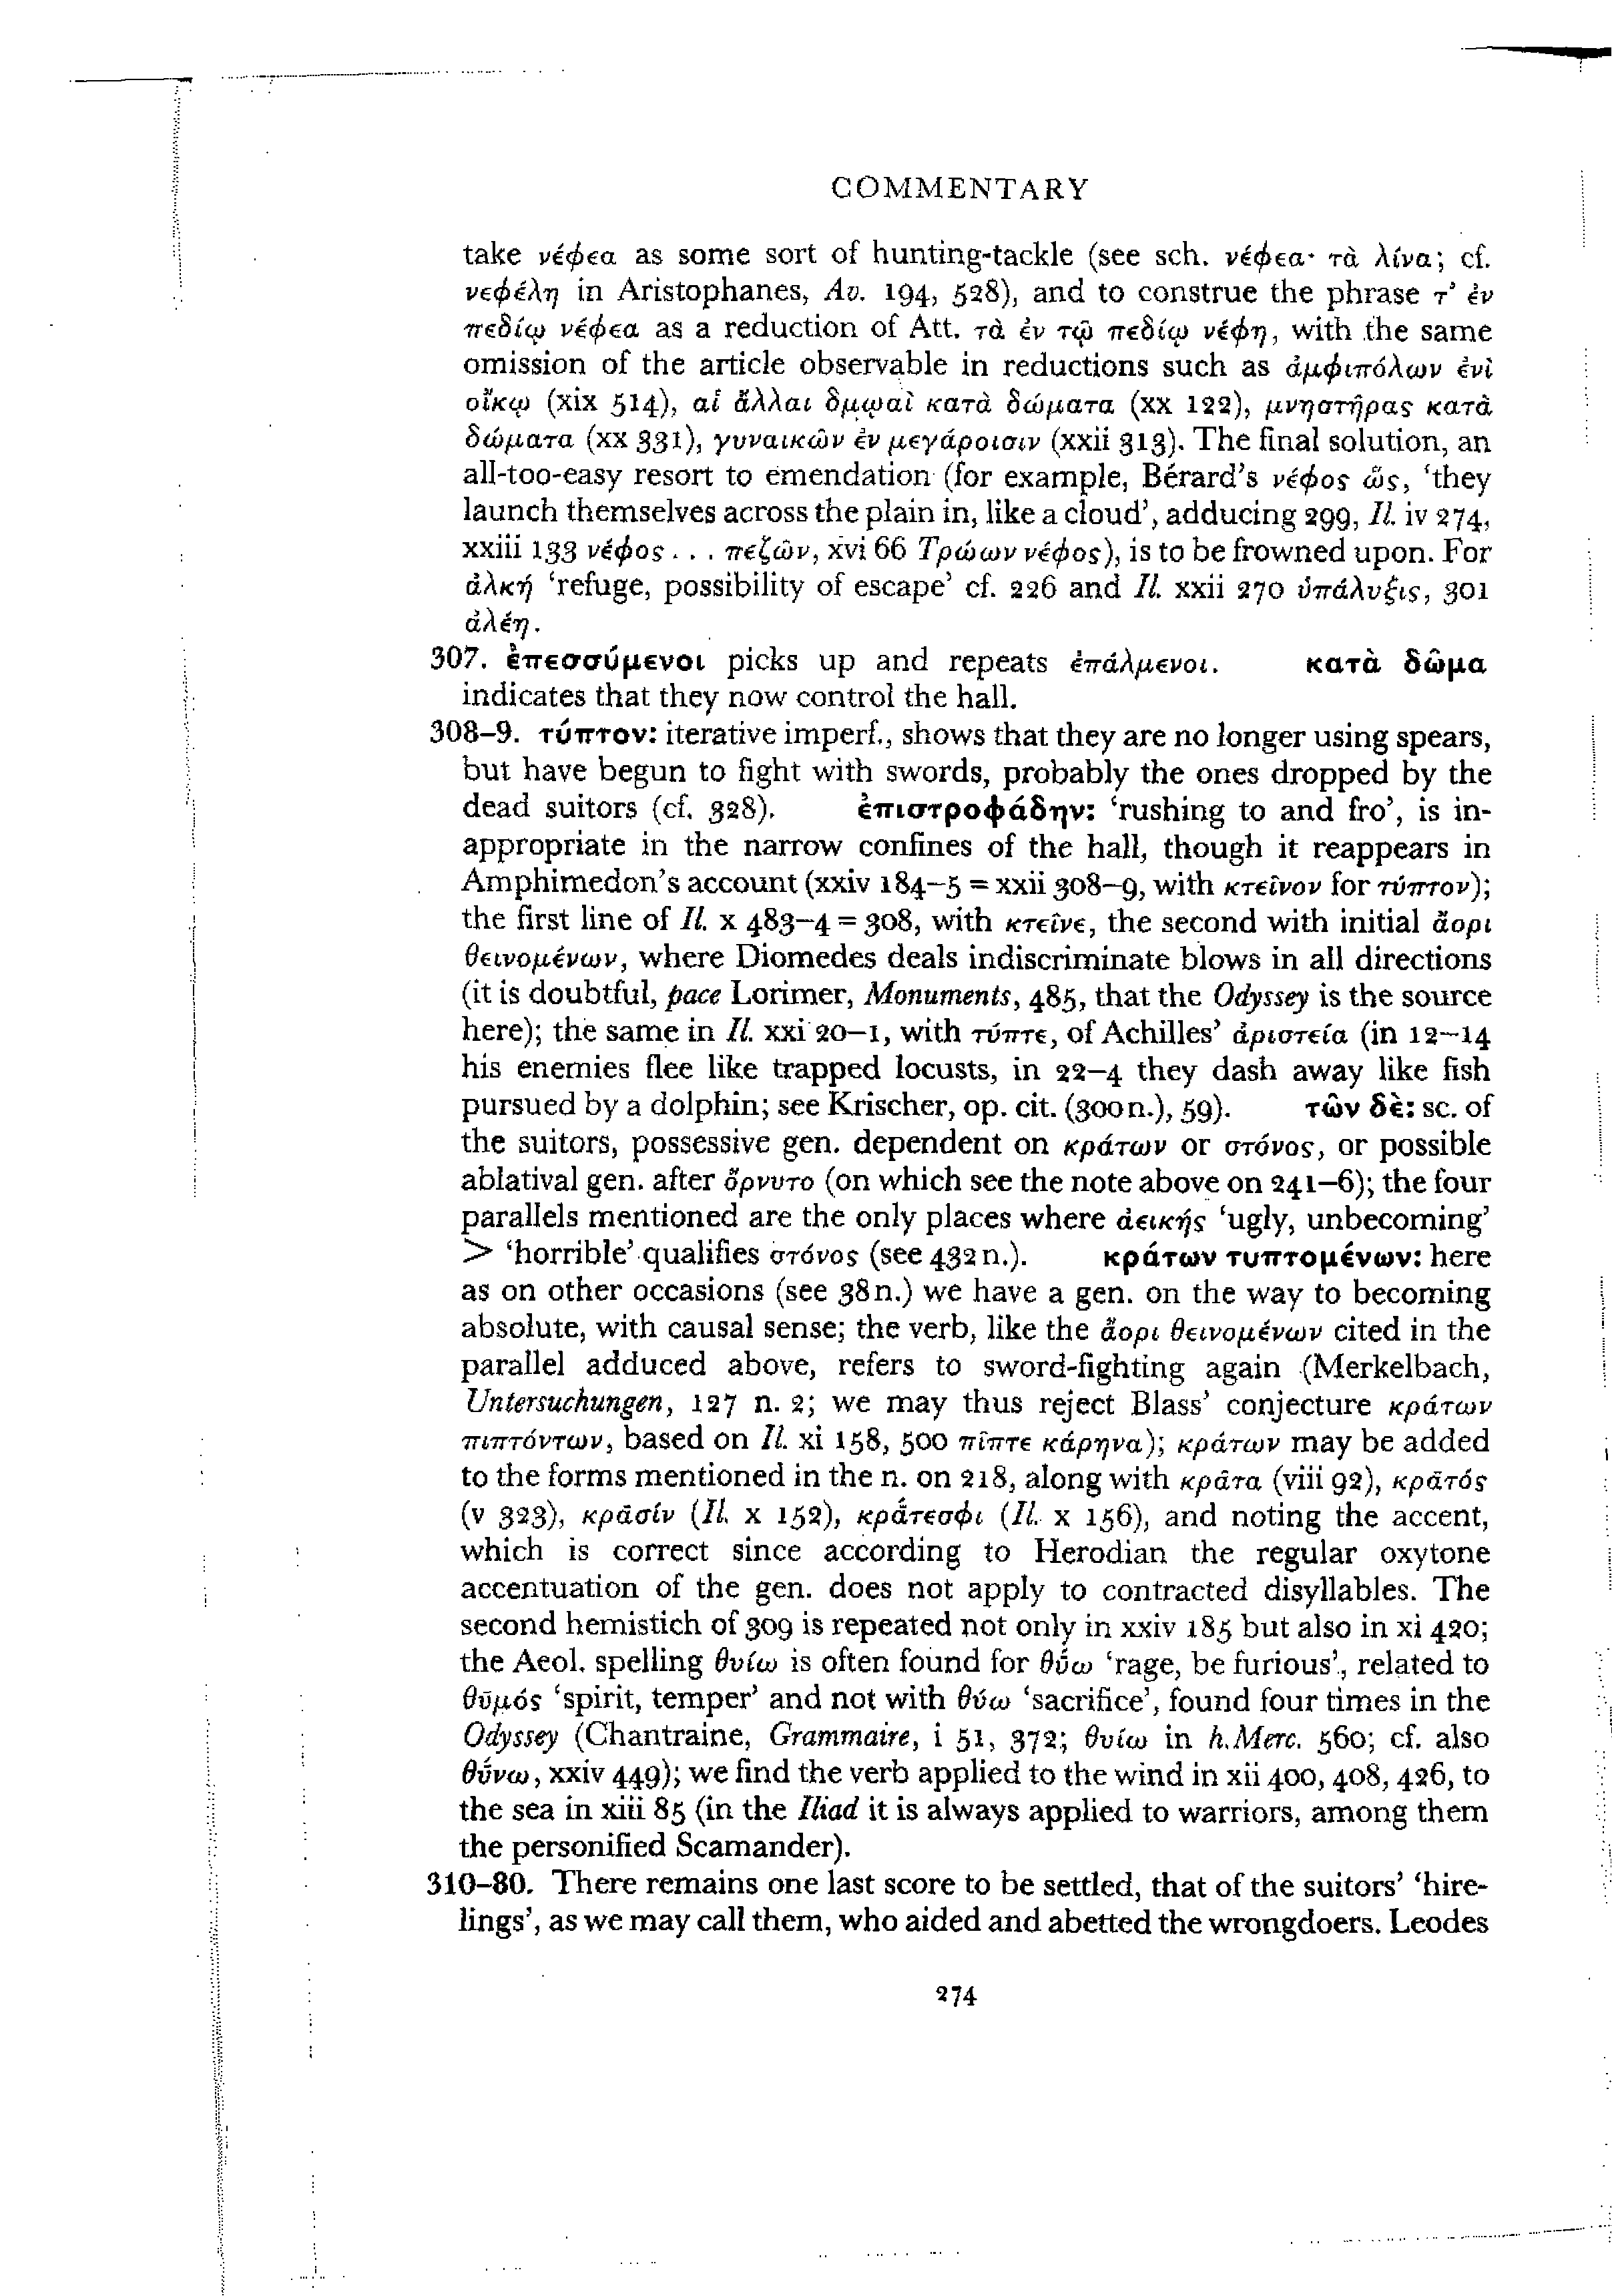 COMMENTARY
take νέφεα as some sort of hunting-tackle (see sch. νέφεα· τὰ λίνα; cf.
νεφέλη in Aristophanes, Av. 194, 528), and to construe the phrase τ’ ἐν
πεδίῳ νέφεα as a reduction of Att. τὰ ἐν τῷ πεδίῳ νέφη, with the same
omission of the article observable in reductions such as ἀμφιπόλων ἐνὶ
οἴκῳ (xix 514), αἱ ἄλλαι δμῳαὶ κατὰ δώματα (xx 122), μνηστῆρας κατὰ
δώματα (xx 331), γυναικῶν ἐν μεγάροισιν (xxii 313). The final solution, an
all-too-easy resort to emendation (for example, Bérard’s νέφος ὥς, ‘they
launch themselves across the plain in, like a cloud’, adducing 299, Il. iv 274,
xxiii 133 νέφος . . . πεζῶν, xvi 66 Τρώων νέφος), is to be frowned upon. For
ἀλκή ‘refuge, possibility of escape’ cf. 226 and Il. xxii 270 ὑπάλυξις, 301
ἀλέη.
307. ἐπεσσύμενοι picks up and repeats ἐπάλμενοι. κατὰ δῶμα
indicates that they now control the hall.
308–9. τύπτον: iterative imperf., shows that they are no longer using spears,
but have begun to fight with swords, probably the ones dropped by the
dead suitors (cf. 328). ἐπιστροφάδην: ‘rushing to and fro’, is in-
appropriate in the narrow confines of the hall, though it reappears in
Amphimedon’s account (xxiv 184–5 = xxii 308–9, with κτεῖνον for τύπτον);
the first line of Il. x 483–4 = 308, with κτεῖνε, the second with initial ἄορι
θεινομένων, where Diomedes deals indiscriminate blows in all directions
(it is doubtful, pace Lorimer, Monuments, 485, that the Odyssey is the source
here); the same in Il. xxi 20–1, with τύπτε, of Achilles’ ἀριστεία (in 12–14
his enemies flee like trapped locusts, in 22–4 they dash away like fish
pursued by a dolphin; see Krischer, op. cit. (300 n.), 59). τῶν δὲ: sc. of
the suitors, possessive gen. dependent on κράτων or στόνος, or possible
ablatival gen. after ὄρνυτο (on which see the note above on 241–6); the four
parallels mentioned are the only places where ἀεικής ‘ugly, unbecoming’
> ‘horrible’ qualifies στόνος (see 432 n.). κράτων τυπτομένων: here
as on other occasions (see 38 n.) we have a gen. on the way to becoming
absolute, with causal sense; the verb, like the ἄορι θεινομένων cited in the
parallel adduced above, refers to sword-fighting again (Merkelbach,
Untersuchungen, 127 n. 2; we may thus reject Blass’ conjecture κράτων
πιπτόντων, based on Il. xi 158, 500 πῖπτε κάρηνα); κράτων may be added
to the forms mentioned in the n. on 218, along with κρᾶτα (viii 92), κρᾱτός
(v 323), κρᾱσίν (Il. x 152), κρᾱ́τεσφι (Il. x 156), and noting the accent,
which is correct since according to Herodian the regular oxytone
accentuation of the gen. does not apply to contracted disyllables. The
second hemistich of 309 is repeated not only in xxiv 185 but also in xi 420;
the Aeol. spelling θυίω is often found for θῡ́ω ‘rage, be furious’, related to
θῡμός ‘spirit, temper’ and not with θύω ‘sacrifice’, found four times in the
Odyssey (Chantraine, Grammaire, i 51, 372; θυίω in h.Merc. 560; cf. also
θῡ́νω, xxiv 449); we find the verb applied to the wind in xii 400, 408, 426, to
the sea in xiii 85 (in the Iliad it is always applied to warriors, among them
the personified Scamander).
310–80. There remains one last score to be settled, that of the suitors’ ‘hire-
lings’, as we may call them, who aided and abetted the wrongdoers. Leodes
274